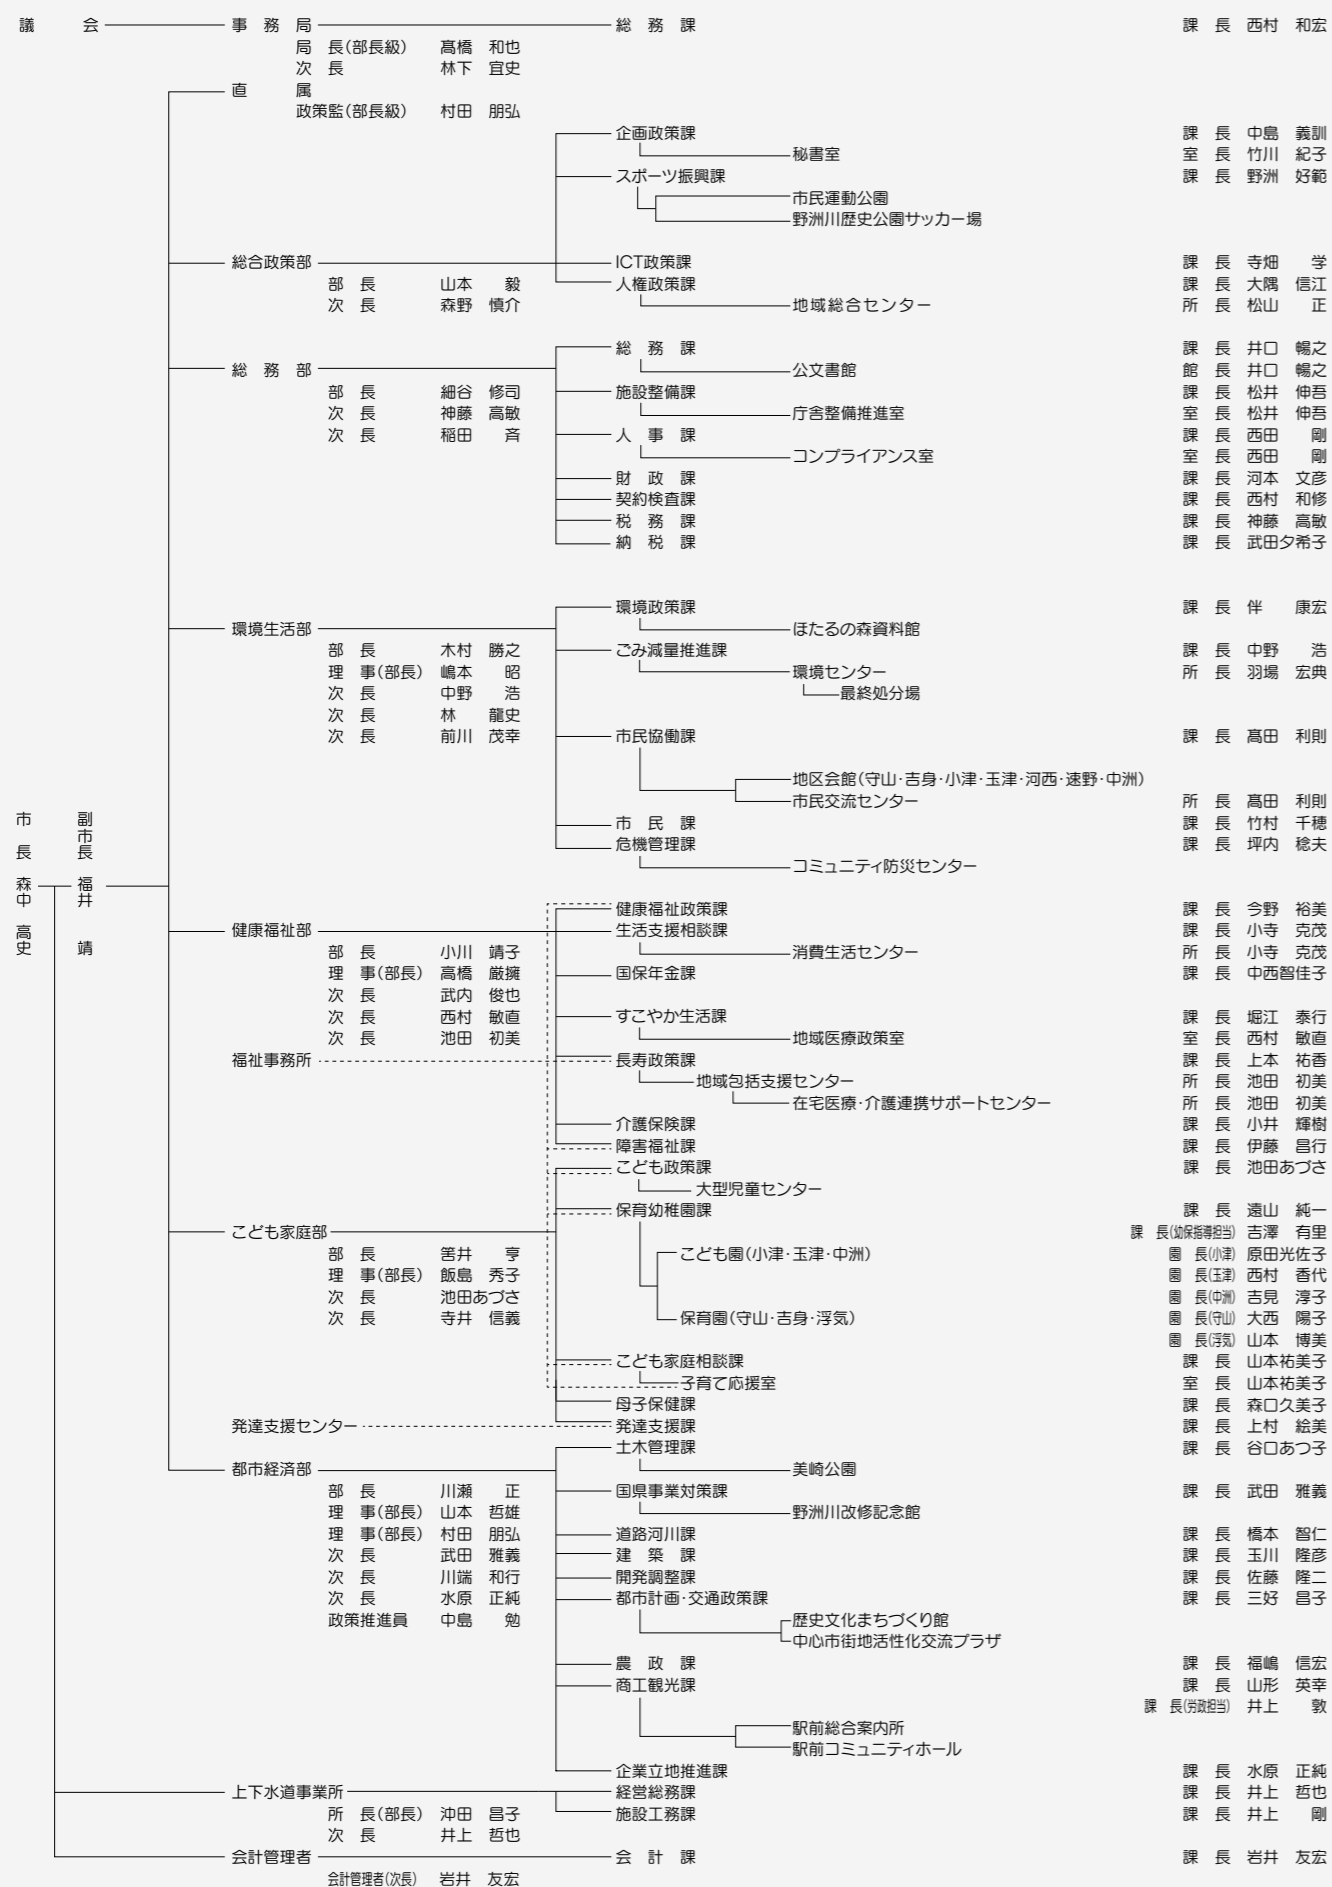 議会 事務局 総務課 課長 西村 和宏
局長(部長級) 髙橋 和也
次長 林下 宜史
直属
政策監(部長級) 村田 朋弘
企画政策課 課長 中島 義訓
秘書室 室長 竹川 紀子
スポーツ振興課 課長 野洲 好範
市民運動公園
野洲川歴史公園サッカー場
総合政策部 ICT政策課 課長 寺畑 学
部長 山本 毅 人権政策課 課長 大隅 信江
次長 森野 慎介 地域総合センター 所長 松山 正
総務課 課長 井口 暢之
総務部 公文書館 館長 井口 暢之
部長 細谷 修司 施設整備課 課長 松井 伸吾
次長 神藤 高敏 庁舎整備推進室 室長 松井 伸吾
次長 稲田 斉 人事課 課長 西田 剛
コンプライアンス室 室長 西田 剛
財政課 課長 河本 文彦
契約検査課 課長 西村 和修
税務課 課長 神藤 高敏
納税課 課長 武田夕希子
環境政策課 課長 伴 康宏
環境生活部 ほたるの森資料館
部長 木村 勝之 ごみ減量推進課 課長 中野 浩
理事(部長) 嶋本 昭 環境センター 所長 羽場 宏典
次長 中野 浩 最終処分場
次長 林 龍史
次長 前川 茂幸 市民協働課 課長 髙田 利則
地区会館(守山・吉身・小津・玉津・河西・速野・中洲)
市民交流センター 所長 髙田 利則
市民課 課長 竹村 千穂
危機管理課 課長 坪内 稔夫
コミュニティ防災センター
市長 森中 高史
副市長 福井 靖
健康福祉政策課 課長 今野 裕美
健康福祉部 生活支援相談課 課長 小寺 克茂
部長 小川 靖子 消費生活センター 所長 小寺 克茂
理事(部長) 高橋 厳擁 国保年金課 課長 中西智佳子
次長 武内 俊也
次長 西村 敏直 すこやか生活課 課長 堀江 泰行
次長 池田 初美 地域医療政策室 室長 西村 敏直
福祉事務所 長寿政策課 課長 上本 祐香
地域包括支援センター 所長 池田 初美
在宅医療・介護連携サポートセンター 所長 池田 初美
介護保険課 課長 小井 輝樹
障害福祉課 課長 伊藤 昌行
こども政策課 課長 池田あづさ
大型児童センター
保育幼稚園課 課長 遠山 純一
こども家庭部 課長(幼保指導担当) 吉澤 有里
部長 筈井 亨 こども園(小津・玉津・中洲) 園長(小津) 原田光佐子
理事(部長) 飯島 秀子 園長(玉津) 西村 香代
次長 池田あづさ 園長(中洲) 吉見 淳子
次長 寺井 信義 保育園(守山・吉身・浮気) 園長(守山) 大西 陽子
園長(浮気) 山本 博美
こども家庭相談課 課長 山本祐美子
子育て応援室 室長 山本祐美子
母子保健課 課長 森口久美子
発達支援センター 発達支援課 課長 上村 絵美
土木管理課 課長 谷口あつ子
都市経済部 美崎公園
部長 川瀬 正 国県事業対策課 課長 武田 雅義
理事(部長) 山本 哲雄 野洲川改修記念館
理事(部長) 村田 朋弘 道路河川課 課長 橋本 智仁
次長 武田 雅義 建築課 課長 玉川 隆彦
次長 川端 和行 開発調整課 課長 佐藤 隆二
次長 水原 正純 都市計画・交通政策課 課長 三好 昌子
政策推進員 中島 勉 歴史文化まちづくり館
中心市街地活性化交流プラザ
農政課 課長 福嶋 信宏
商工観光課 課長 山形 英幸
課長(労政担当) 井上 敦
駅前総合案内所
駅前コミュニティホール
企業立地推進課 課長 水原 正純
上下水道事業所 経営総務課 課長 井上 哲也
所長(部長) 沖田 昌子 施設工務課 課長 井上 剛
次長 井上 哲也
会計管理者 会計課 課長 岩井 友宏
会計管理者(次長) 岩井 友宏